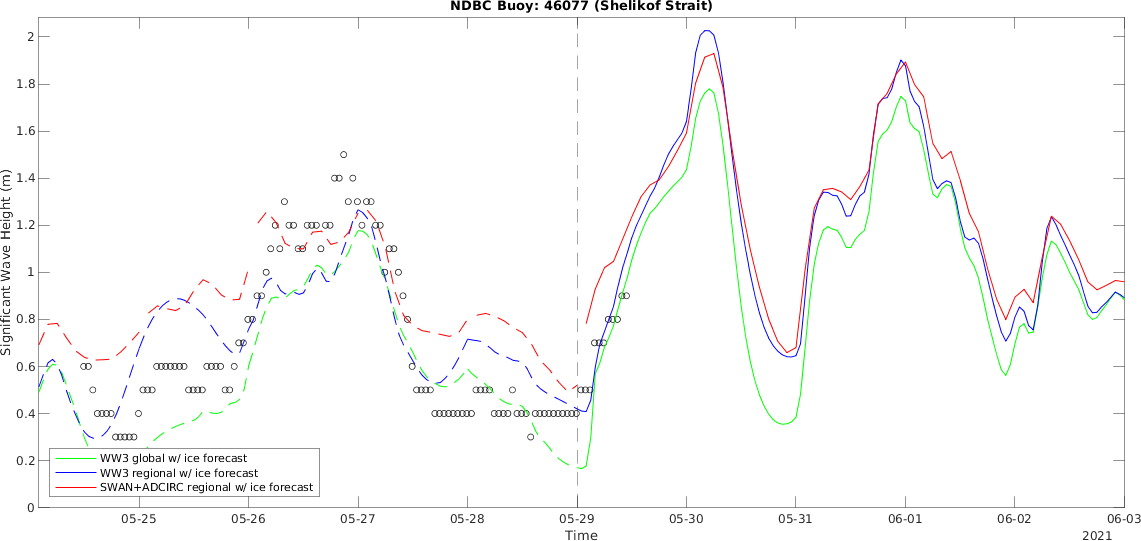 NDBC Buoy: 46077 (Shelikof Strait)
2
1.8
1.6
1.4
1.2
1
0.8
0.6
0.4
0.2
0
Significant Wave Height (m)
WW3 global w/ ice forecast
WW3 regional w/ ice forecast
SWAN+ADCIRC regional w/ ice forecast
05-25 05-26 05-27 05-28 05-29 05-30 05-31 06-01 06-02 06-03
Time
2021